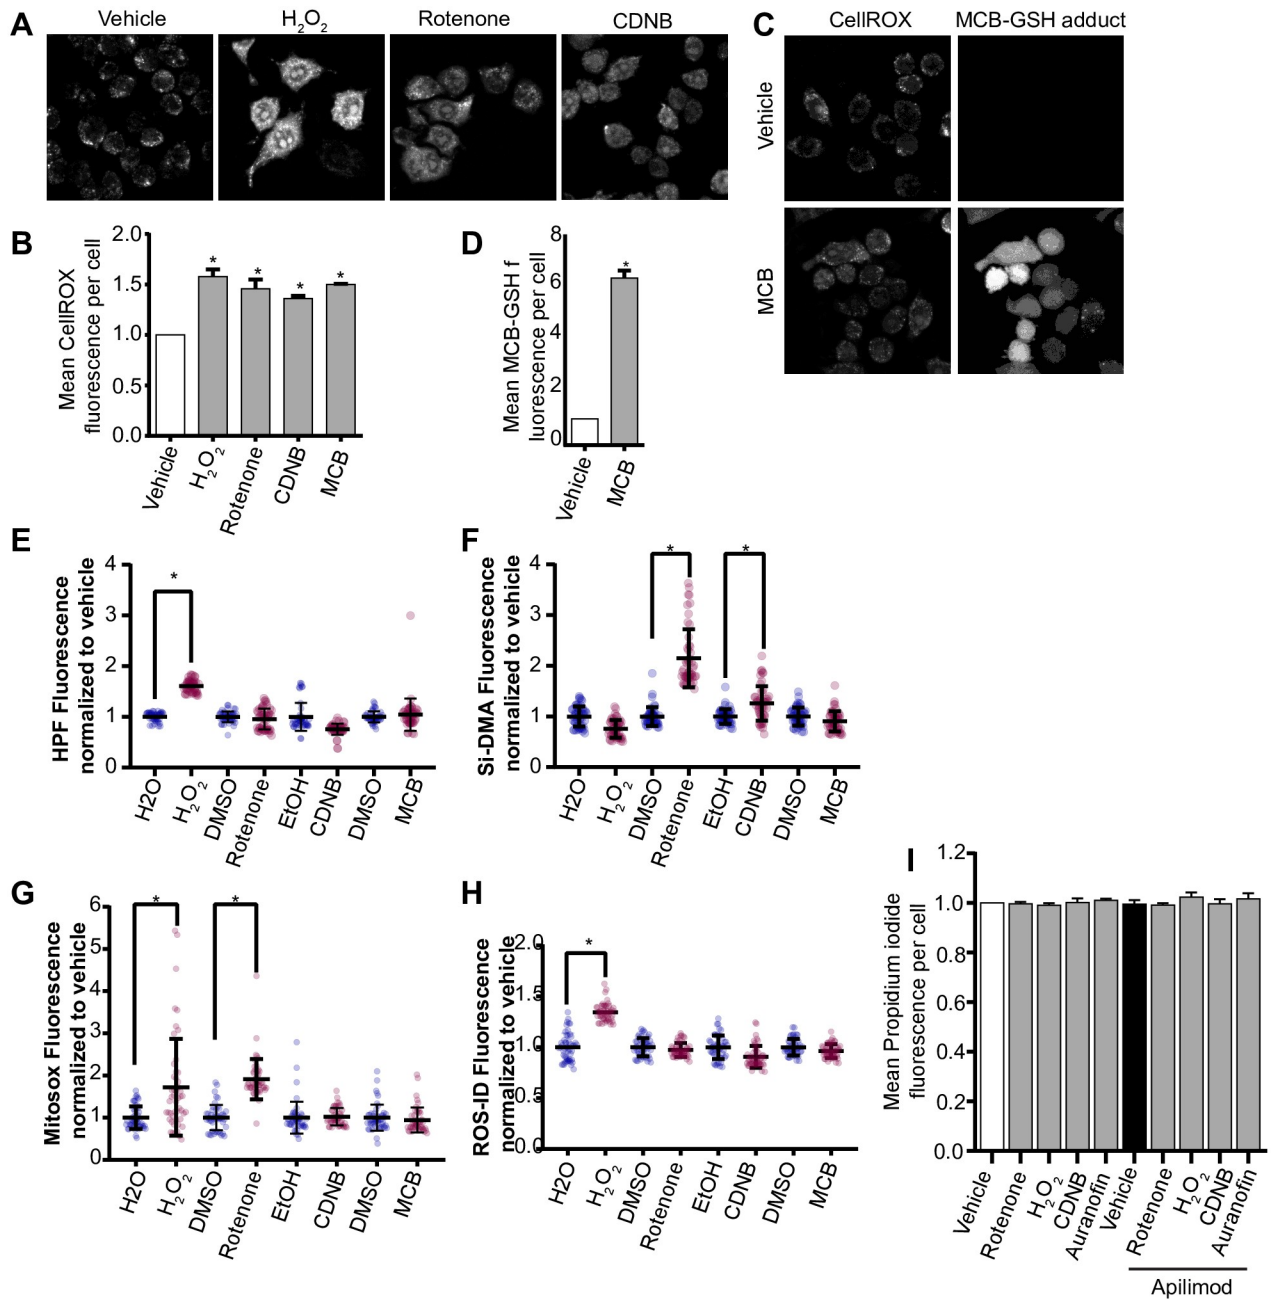 A
Vehicle
H2O2
Rotenone
CDNB
C
CellROX
MCB-GSH adduct
Vehicle
MCB
B
Mean CellROX
fluorescence per cell
2.0
1.5
1.0
0.5
0.0
*
*
*
*
Vehicle
H2O2
Rotenone
CDNB
MCB
D
Mean MCB-GSH f
luorescence per cell
8
6
4
2
0
*
Vehicle
MCB
E
HPF Fluorescence
normalized to vehicle
4
3
2
1
0
*
H2O
H2O2
DMSO
Rotenone
EtOH
CDNB
DMSO
MCB
F
Si-DMA Fluorescence
normalized to vehicle
4
3
2
1
0
*
*
H2O
H2O2
DMSO
Rotenone
EtOH
CDNB
DMSO
MCB
G
Mitosox Fluorescence
normalized to vehicle
6
5
4
3
2
1
0
*
*
H2O
H2O2
DMSO
Rotenone
EtOH
CDNB
DMSO
MCB
H
ROS-ID Fluorescence
normalized to vehicle
2.0
1.5
1.0
0.5
0.0
*
H2O
H2O2
DMSO
Rotenone
EtOH
CDNB
DMSO
MCB
I
Mean Propidium iodide
fluorescence per cell
1.2
1.0
0.8
0.6
0.4
0.2
0.0
Vehicle
Rotenone
H2O2
CDNB
Auranofin
Vehicle
Rotenone
H2O2
CDNB
Auranofin
Apilimod